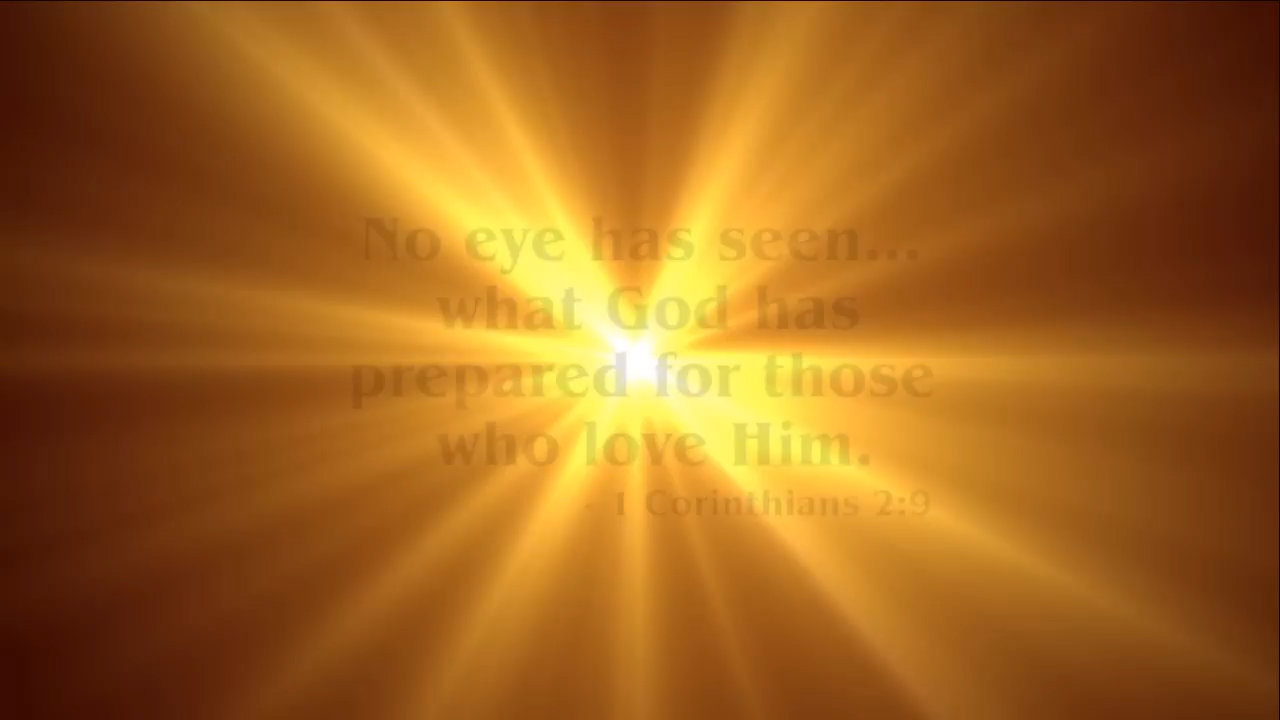 No eye has seen...
what God has
prepared for those
who love Him.
- 1 Corinthians 2:9